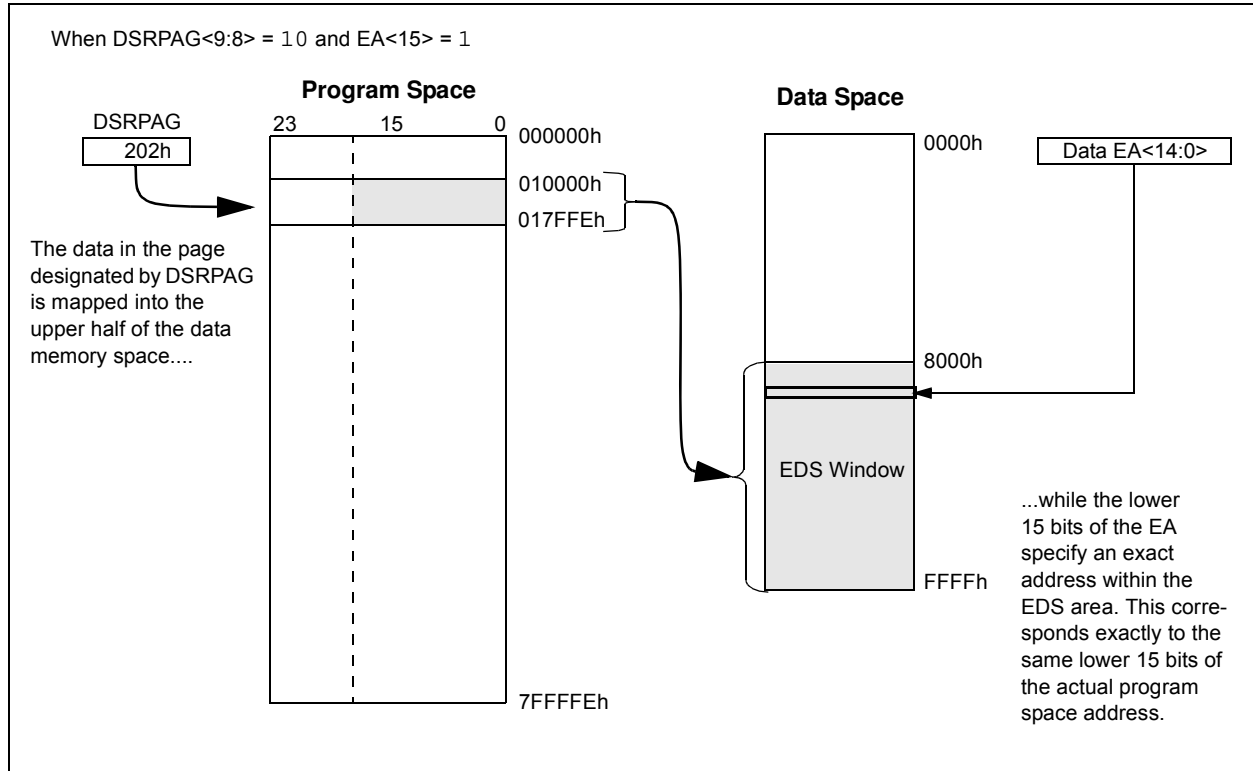 When DSRPAG<9:8> = 10 and EA<15> = 1
Program Space
Data Space
DSRPAG
202h
23 15 0
000000h
010000h
017FFEh
7FFFFEh
The data in the page
designated by DSRPAG
is mapped into the
upper half of the data
memory space....
0000h
8000h
EDS Window
FFFFh
Data EA<14:0>
...while the lower
15 bits of the EA
specify an exact
address within the
EDS area. This corre-
sponds exactly to the
same lower 15 bits of
the actual program
space address.